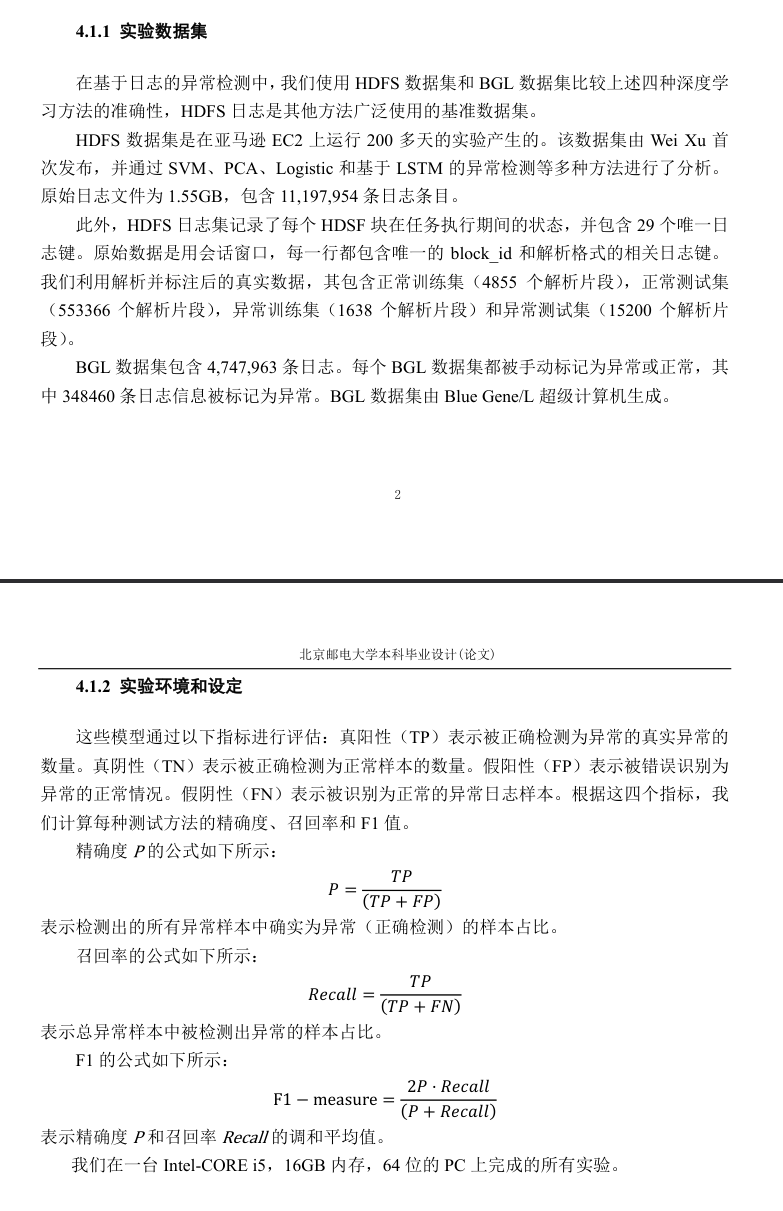 4.1.1 实验数据集
在基于日志的异常检测中，我们使用 HDFS 数据集和 BGL 数据集比较上述四种深度学
习方法的准确性，HDFS 日志是其他方法广泛使用的基准数据集。
HDFS 数据集是在亚马逊 EC2 上运行 200 多天的实验产生的。该数据集由 Wei Xu 首
次发布，并通过 SVM、PCA、Logistic 和基于 LSTM 的异常检测等多种方法进行了分析。
原始日志文件为 1.55GB，包含 11,197,954 条日志条目。
此外，HDFS 日志集记录了每个 HDSF 块在任务执行期间的状态，并包含 29 个唯一日
志键。原始数据是用会话窗口，每一行都包含唯一的 block_id 和解析格式的相关日志键。
我们利用解析并标注后的真实数据，其包含正常训练集（4855 个解析片段），正常测试集
（553366 个解析片段），异常训练集（1638 个解析片段）和异常测试集（15200 个解析片
段）。
BGL 数据集包含 4,747,963 条日志。每个 BGL 数据集都被手动标记为异常或正常，其
中 348460 条日志信息被标记为异常。BGL 数据集由 Blue Gene/L 超级计算机生成。
2
北京邮电大学本科毕业设计(论文)
4.1.2 实验环境和设定
这些模型通过以下指标进行评估：真阳性（TP）表示被正确检测为异常的真实异常的
数量。真阴性（TN）表示被正确检测为正常样本的数量。假阳性（FP）表示被错误识别为
异常的正常情况。假阴性（FN）表示被识别为正常的异常日志样本。根据这四个指标，我
们计算每种测试方法的精确度、召回率和 F1 值。
精确度 P 的公式如下所示：
P = TP / (TP + FP)
表示检测出的所有异常样本中确实为异常（正确检测）的样本占比。
召回率的公式如下所示：
Recall = TP / (TP + FN)
表示总异常样本中被检测出异常的样本占比。
F1 的公式如下所示：
F1 − measure = 2P · Recall / (P + Recall)
表示精确度 P 和召回率 Recall 的调和平均值。
我们在一台 Intel-CORE i5，16GB 内存，64 位的 PC 上完成的所有实验。